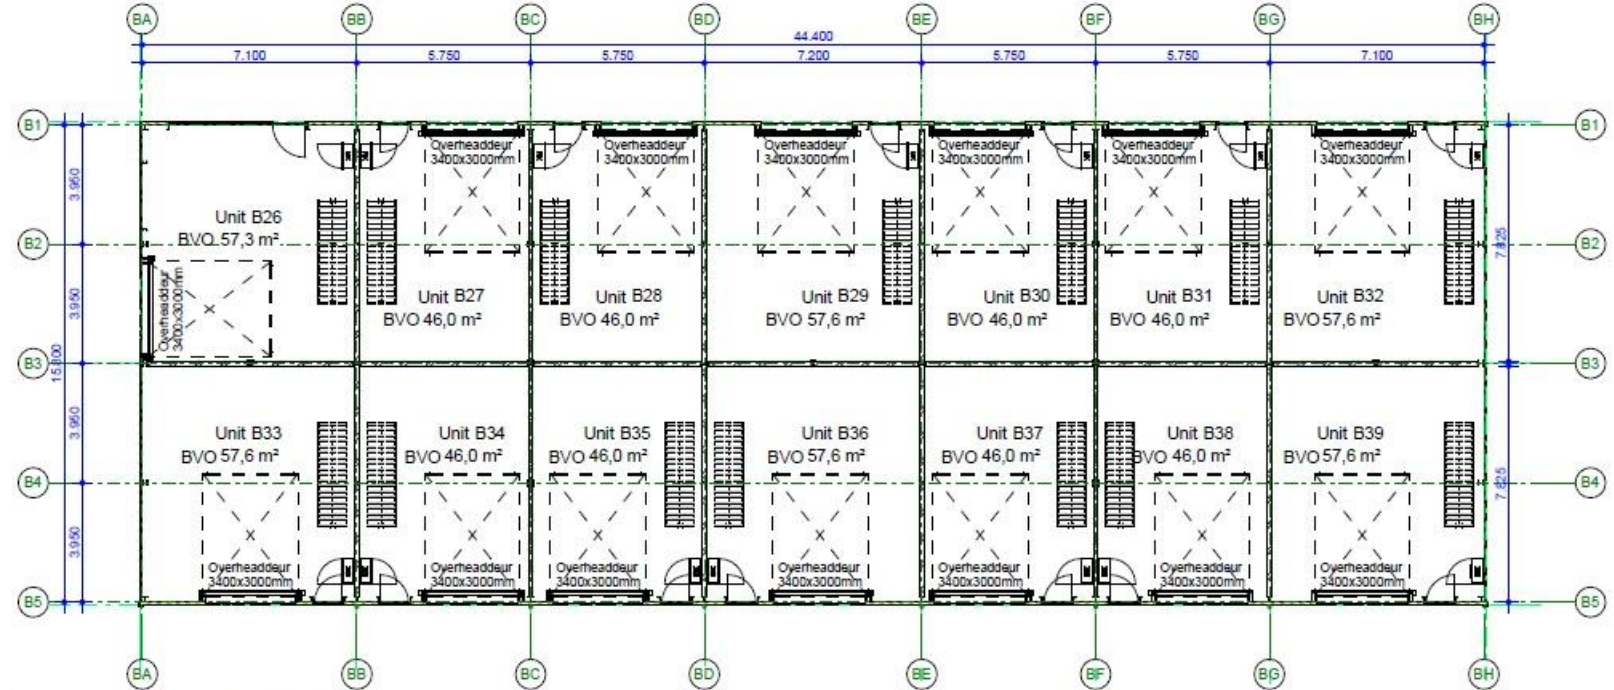 BA BB BC BD BE BF BG BH
44.400
7.100 5.750 5.750 7.200 5.750 5.750 7.100
B1 B1
Overheaddeur Overheaddeur Overheaddeur Overheaddeur Overheaddeur Overheaddeur
3400x3000mm 3400x3000mm 3400x3000mm 3400x3000mm 3400x3000mm 3400x3000mm
3.950
Unit B26
BVO 57,3 m²
B2 B2
7.825
Overheaddeur
3400x3000mm
3.950
Unit B27 Unit B28 Unit B29 Unit B30 Unit B31 Unit B32
BVO 46,0 m² BVO 46,0 m² BVO 57,6 m² BVO 46,0 m² BVO 46,0 m² BVO 57,6 m²
B3 B3
15.800
3.950
Unit B33 Unit B34 Unit B35 Unit B36 Unit B37 Unit B38 Unit B39
BVO 57,6 m² BVO 46,0 m² BVO 46,0 m² BVO 57,6 m² BVO 46,0 m² BVO 46,0 m² BVO 57,6 m²
B4 B4
7.825
3.950
Overheaddeur Overheaddeur Overheaddeur Overheaddeur Overheaddeur Overheaddeur Overheaddeur
3400x3000mm 3400x3000mm 3400x3000mm 3400x3000mm 3400x3000mm 3400x3000mm 3400x3000mm
B5 B5
BA BB BC BD BE BF BG BH